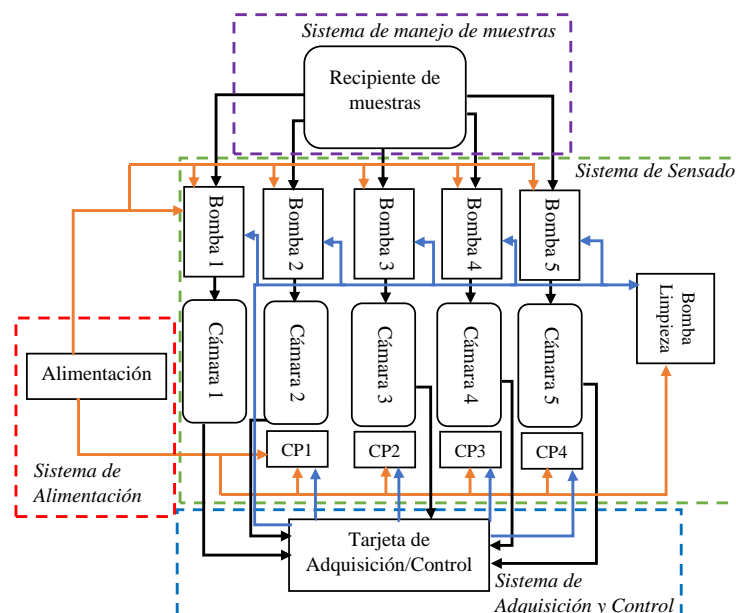 Sistema de manejo de muestras
Recipiente de
muestras
Sistema de Sensado
Bomba 1
Bomba 2
Bomba 3
Bomba 4
Bomba 5
Bomba
Limpieza
Cámara 1
Cámara 2
Cámara 3
Cámara 4
Cámara 5
Alimentación
CP1
CP2
CP3
CP4
Sistema de
Alimentación
Tarjeta de
Adquisición/Control
Sistema de
Adquisición y Control